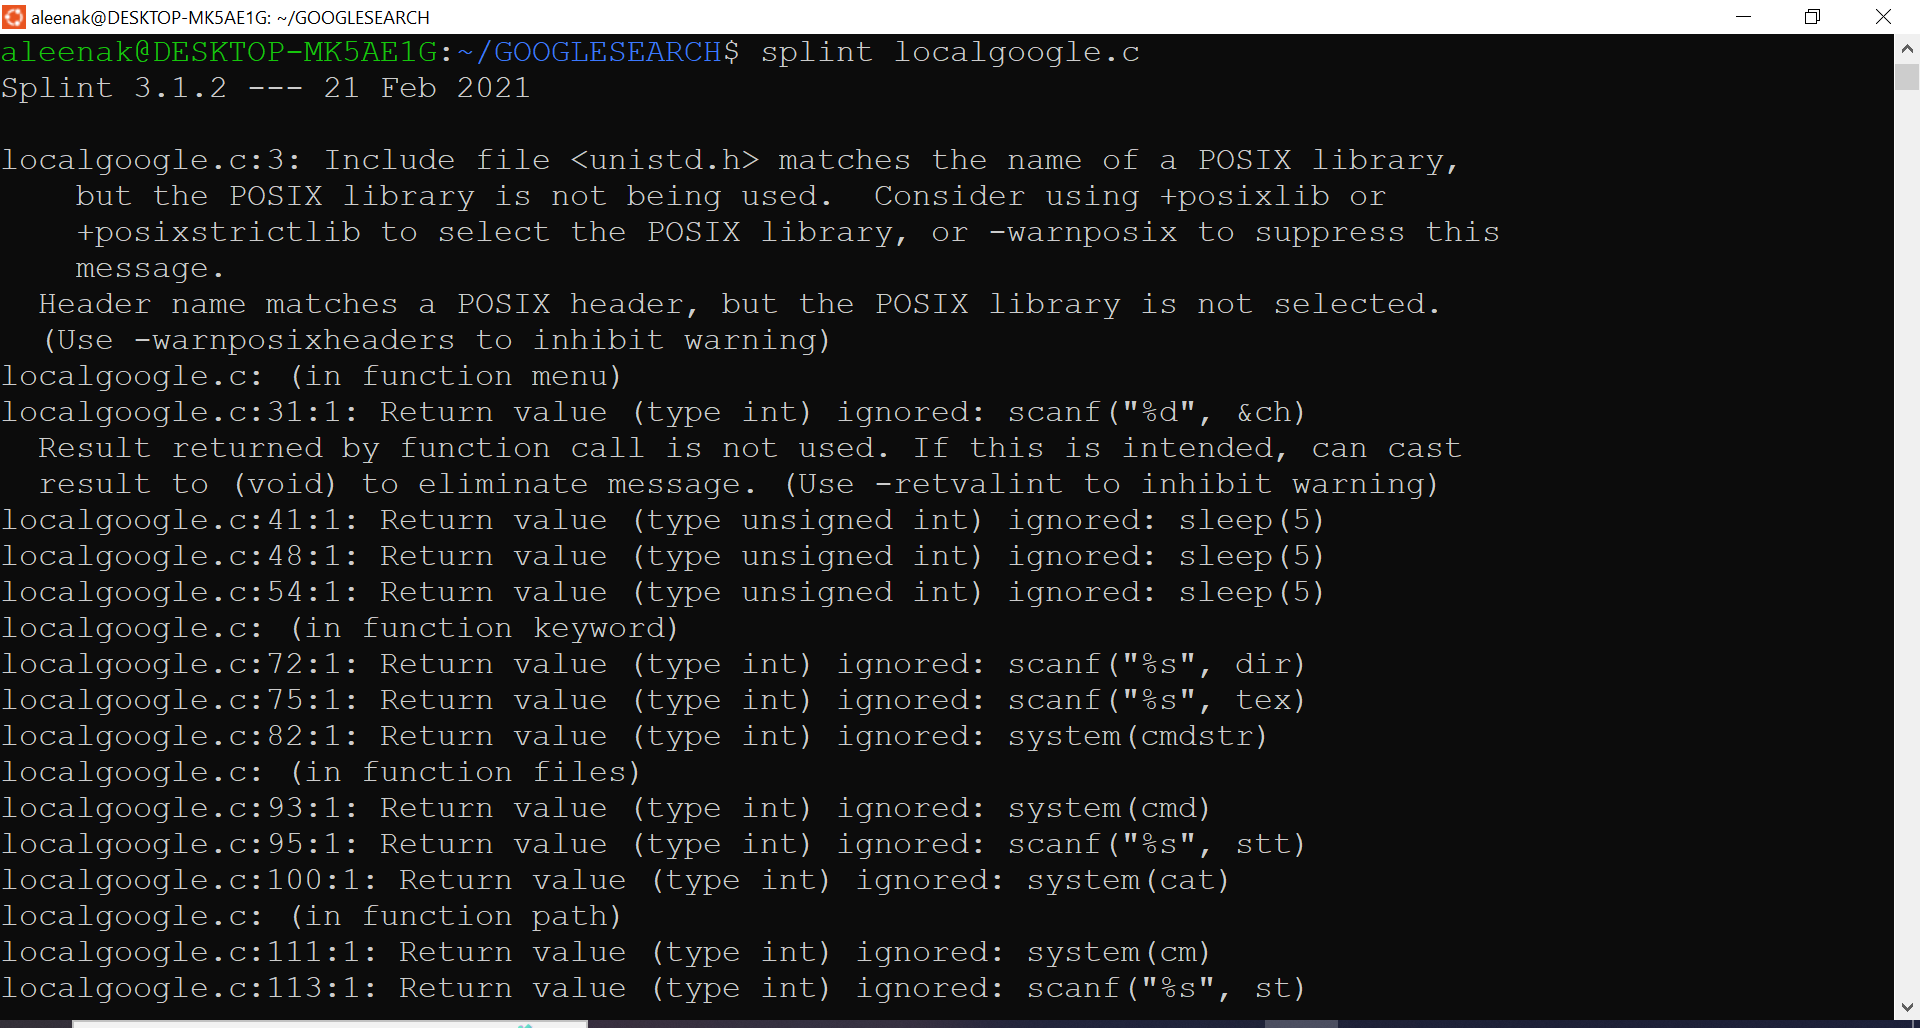 aleenak@DESKTOP-MK5AE1G: ~/GOOGLESEARCH
aleenak@DESKTOP-MK5AE1G:~/GOOGLESEARCH$ splint localgoogle.c
Splint 3.1.2 --- 21 Feb 2021
localgoogle.c:3: Include file <unistd.h> matches the name of a POSIX library,
but the POSIX library is not being used.  Consider using +posixlib or
+posixstrictlib to select the POSIX library, or -warnposix to suppress this
message.
Header name matches a POSIX header, but the POSIX library is not selected.
(Use -warnposixheaders to inhibit warning)
localgoogle.c: (in function menu)
localgoogle.c:31:1: Return value (type int) ignored: scanf("%d", &ch)
Result returned by function call is not used. If this is intended, can cast
result to (void) to eliminate message. (Use -retvalint to inhibit warning)
localgoogle.c:41:1: Return value (type unsigned int) ignored: sleep(5)
localgoogle.c:48:1: Return value (type unsigned int) ignored: sleep(5)
localgoogle.c:54:1: Return value (type unsigned int) ignored: sleep(5)
localgoogle.c: (in function keyword)
localgoogle.c:72:1: Return value (type int) ignored: scanf("%s", dir)
localgoogle.c:75:1: Return value (type int) ignored: scanf("%s", tex)
localgoogle.c:82:1: Return value (type int) ignored: system(cmdstr)
localgoogle.c: (in function files)
localgoogle.c:93:1: Return value (type int) ignored: system(cmd)
localgoogle.c:95:1: Return value (type int) ignored: scanf("%s", stt)
localgoogle.c:100:1: Return value (type int) ignored: system(cat)
localgoogle.c: (in function path)
localgoogle.c:111:1: Return value (type int) ignored: system(cm)
localgoogle.c:113:1: Return value (type int) ignored: scanf("%s", st)